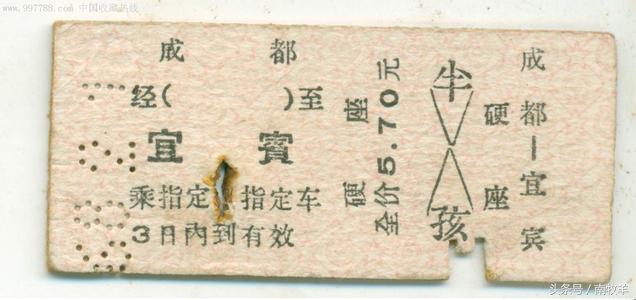 www.997788.com 中国收藏热线
成都
经( )至
宜賓
乘指定 指定车
3日内到有效
硬座
全价5.70元
半
孩
硬座
成都—宜宾
头条号／南牧羊